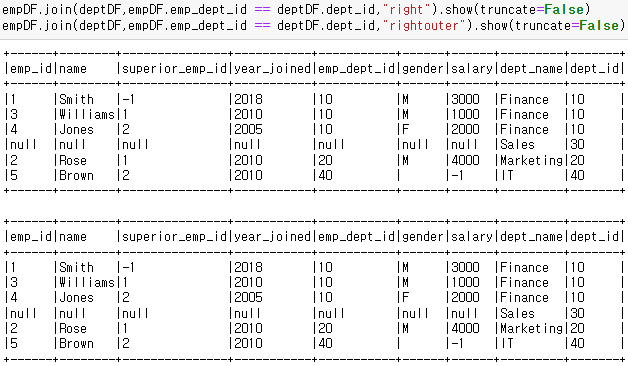 empDF.join(deptDF,empDF.emp_dept_id == deptDF.dept_id,"right").show(truncate=False)
empDF.join(deptDF,empDF.emp_dept_id == deptDF.dept_id,"rightouter").show(truncate=False)
+------+--------+---------------+-----------+-----------+------+------+---------+-------+
|emp_id|name    |superior_emp_id|year_joined|emp_dept_id|gender|salary|dept_name|dept_id|
+------+--------+---------------+-----------+-----------+------+------+---------+-------+
|1     |Smith   |-1             |2018       |10         |M     |3000  |Finance  |10     |
|3     |Williams|1              |2010       |10         |M     |1000  |Finance  |10     |
|4     |Jones   |2              |2005       |10         |F     |2000  |Finance  |10     |
|null  |null    |null           |null       |null       |null  |null  |Sales    |30     |
|2     |Rose    |1              |2010       |20         |M     |4000  |Marketing|20     |
|5     |Brown   |2              |2010       |40         |      |-1    |IT       |40     |
+------+--------+---------------+-----------+-----------+------+------+---------+-------+
+------+--------+---------------+-----------+-----------+------+------+---------+-------+
|emp_id|name    |superior_emp_id|year_joined|emp_dept_id|gender|salary|dept_name|dept_id|
+------+--------+---------------+-----------+-----------+------+------+---------+-------+
|1     |Smith   |-1             |2018       |10         |M     |3000  |Finance  |10     |
|3     |Williams|1              |2010       |10         |M     |1000  |Finance  |10     |
|4     |Jones   |2              |2005       |10         |F     |2000  |Finance  |10     |
|null  |null    |null           |null       |null       |null  |null  |Sales    |30     |
|2     |Rose    |1              |2010       |20         |M     |4000  |Marketing|20     |
|5     |Brown   |2              |2010       |40         |      |-1    |IT       |40     |
+------+--------+---------------+-----------+-----------+------+------+---------+-------+